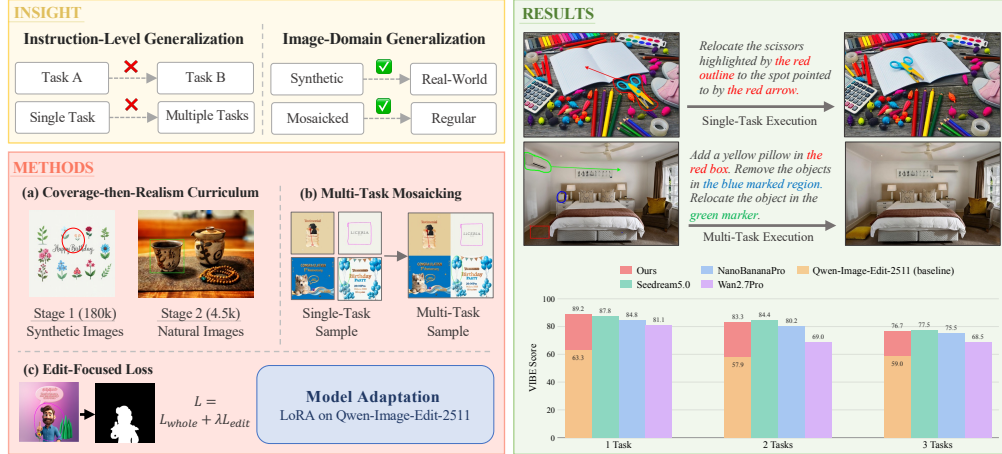 INSIGHT
Instruction-Level Generalization
Task A
Task B
Single Task
Multiple Tasks
Image-Domain Generalization
Synthetic
Real-World
Mosaicked
Regular
METHODS
(a) Coverage-then-Realism Curriculum
Happy Birthday
Stage 1 (180k)
Synthetic Images
Stage 2 (4.5k)
Natural Images
(b) Multi-Task Mosaicking
Birthday
PARTY
Birthday
PARTY
Single-Task
Sample
Multi-Task
Sample
(c) Edit-Focused Loss
L =
L_whole + λL_edit
Model Adaptation
LoRA on Qwen-Image-Edit-2511
RESULTS
Relocate the scissors
highlighted by the red
outline to the spot pointed
to by the red arrow.
Single-Task Execution
Add a yellow pillow in the
red box. Remove the objects
in the blue marked region.
Relocate the object in the
green marker.
Multi-Task Execution
Ours
NanoBananaPro
Qwen-Image-Edit-2511 (baseline)
Seedream5.0
Wan2.7Pro
VIBE Score
100
80
60
40
20
0
89.2
63.3
87.8
84.8
81.1
83.3
57.9
84.4
80.2
69.0
76.7
59.0
77.5
75.5
68.5
1 Task
2 Tasks
3 Tasks